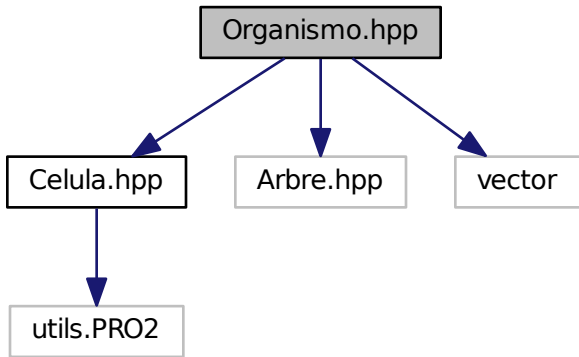 Organismo.hpp
Celula.hpp
Arbre.hpp
vector
utils.PRO2